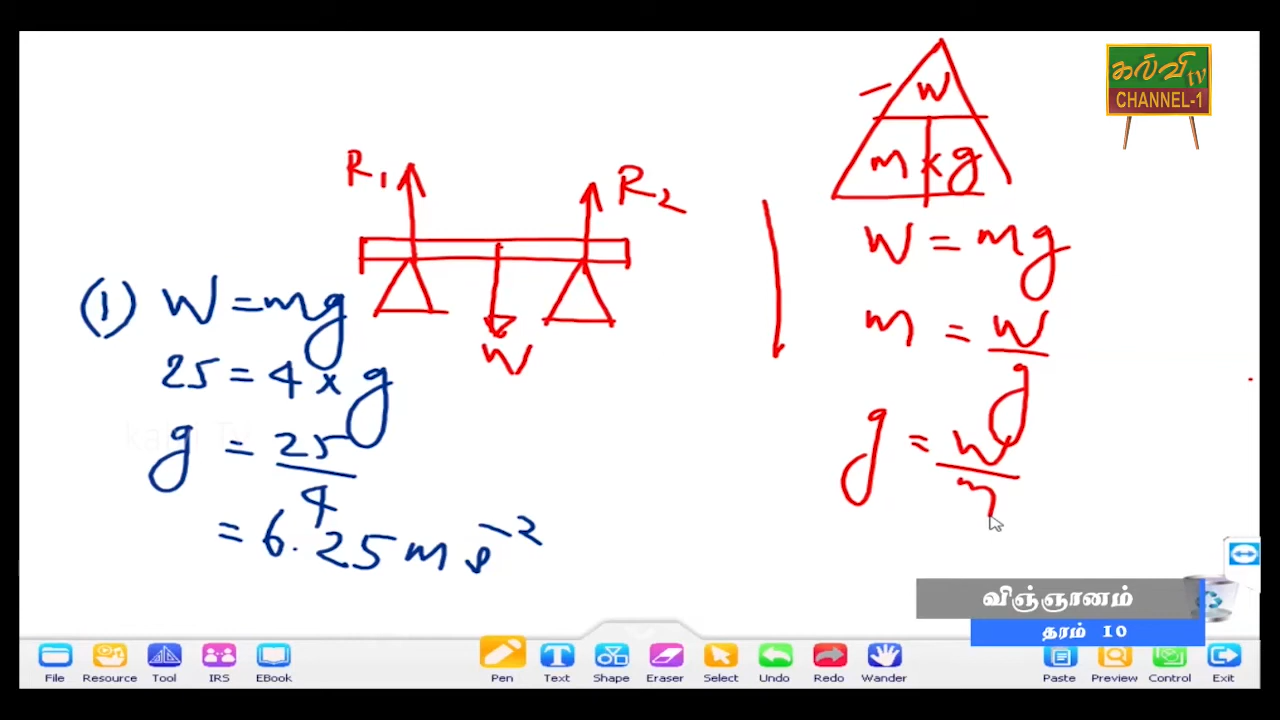 கல்வி tv
CHANNEL-1
W
m x g
R1
R2
W
W = mg
m = W/g
g = W/m
(1) W = mg
25 = 4 x g
g = 25/4
= 6.25 m s⁻²
விஞ்ஞானம்
தரம் 10
File Resource Tool IRS EBook Pen Text Shape Eraser Select Undo Redo Wander Paste Preview Control Exit